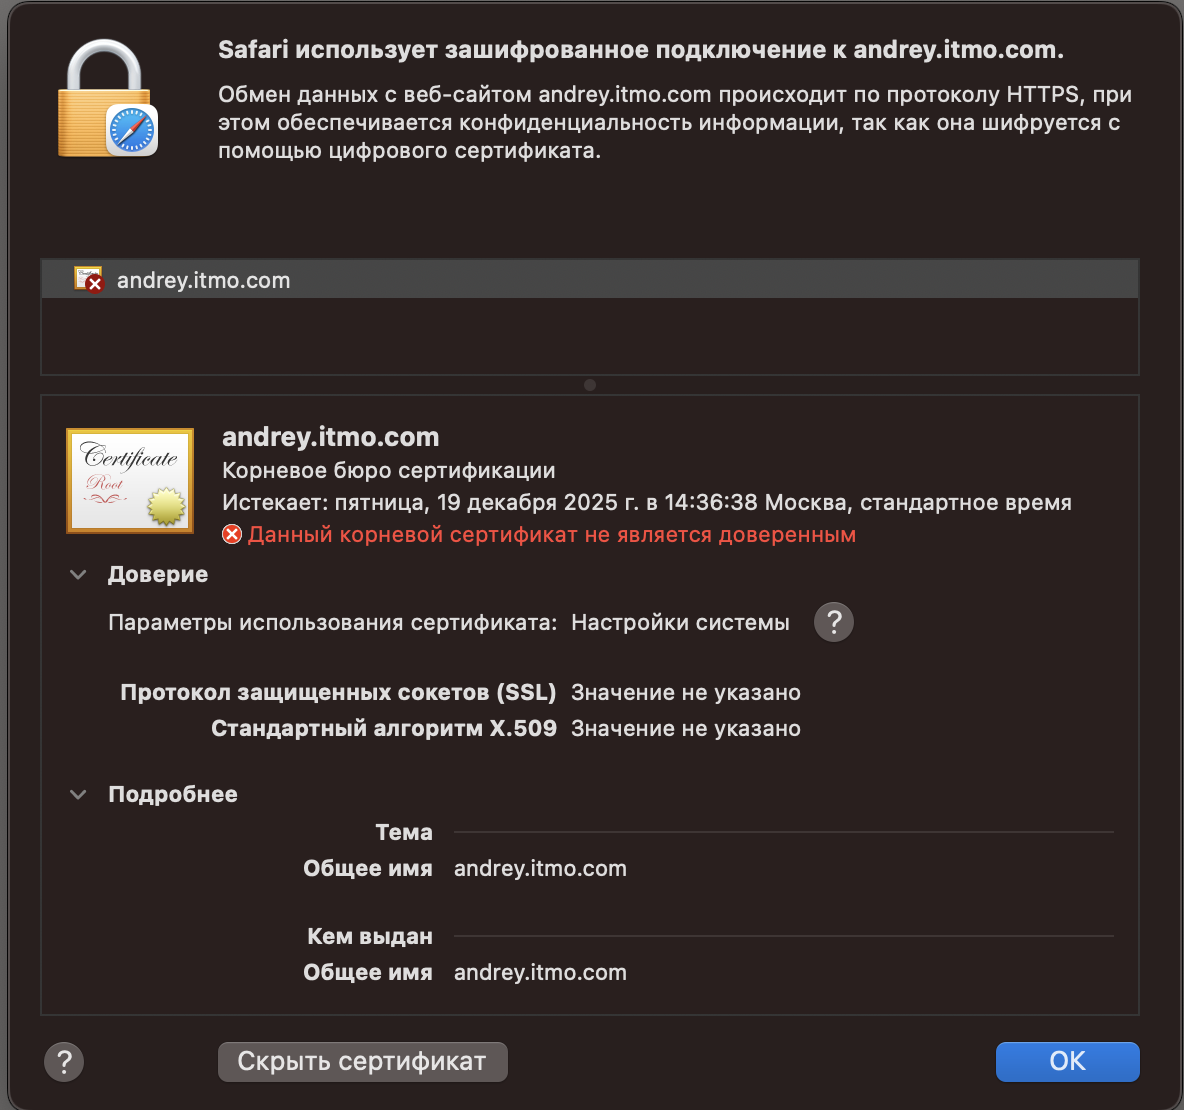 Safari использует зашифрованное подключение к andrey.itmo.com.
Обмен данных с веб-сайтом andrey.itmo.com происходит по протоколу HTTPS, при
этом обеспечивается конфиденциальность информации, так как она шифруется с
помощью цифрового сертификата.
andrey.itmo.com
Certificate
Root
andrey.itmo.com
Корневое бюро сертификации
Истекает: пятница, 19 декабря 2025 г. в 14:36:38 Москва, стандартное время
Данный корневой сертификат не является доверенным
Доверие
Параметры использования сертификата: Настройки системы ?
Протокол защищенных сокетов (SSL) Значение не указано
Стандартный алгоритм X.509 Значение не указано
Подробнее
Тема
Общее имя andrey.itmo.com
Кем выдан
Общее имя andrey.itmo.com
? Скрыть сертификат ОК